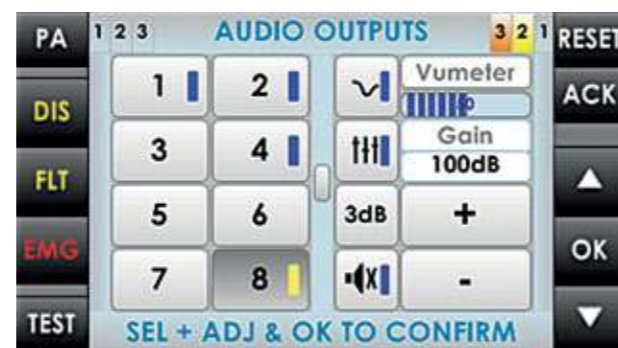 PA 1 2 3 AUDIO OUTPUTS 3 2 1 RESET
DIS
FLT
EMG
TEST
1 2
3 4
5 6
7 8
3dB
Vumeter
Gain
100dB
+
-
ACK
OK
SEL + ADJ & OK TO CONFIRM